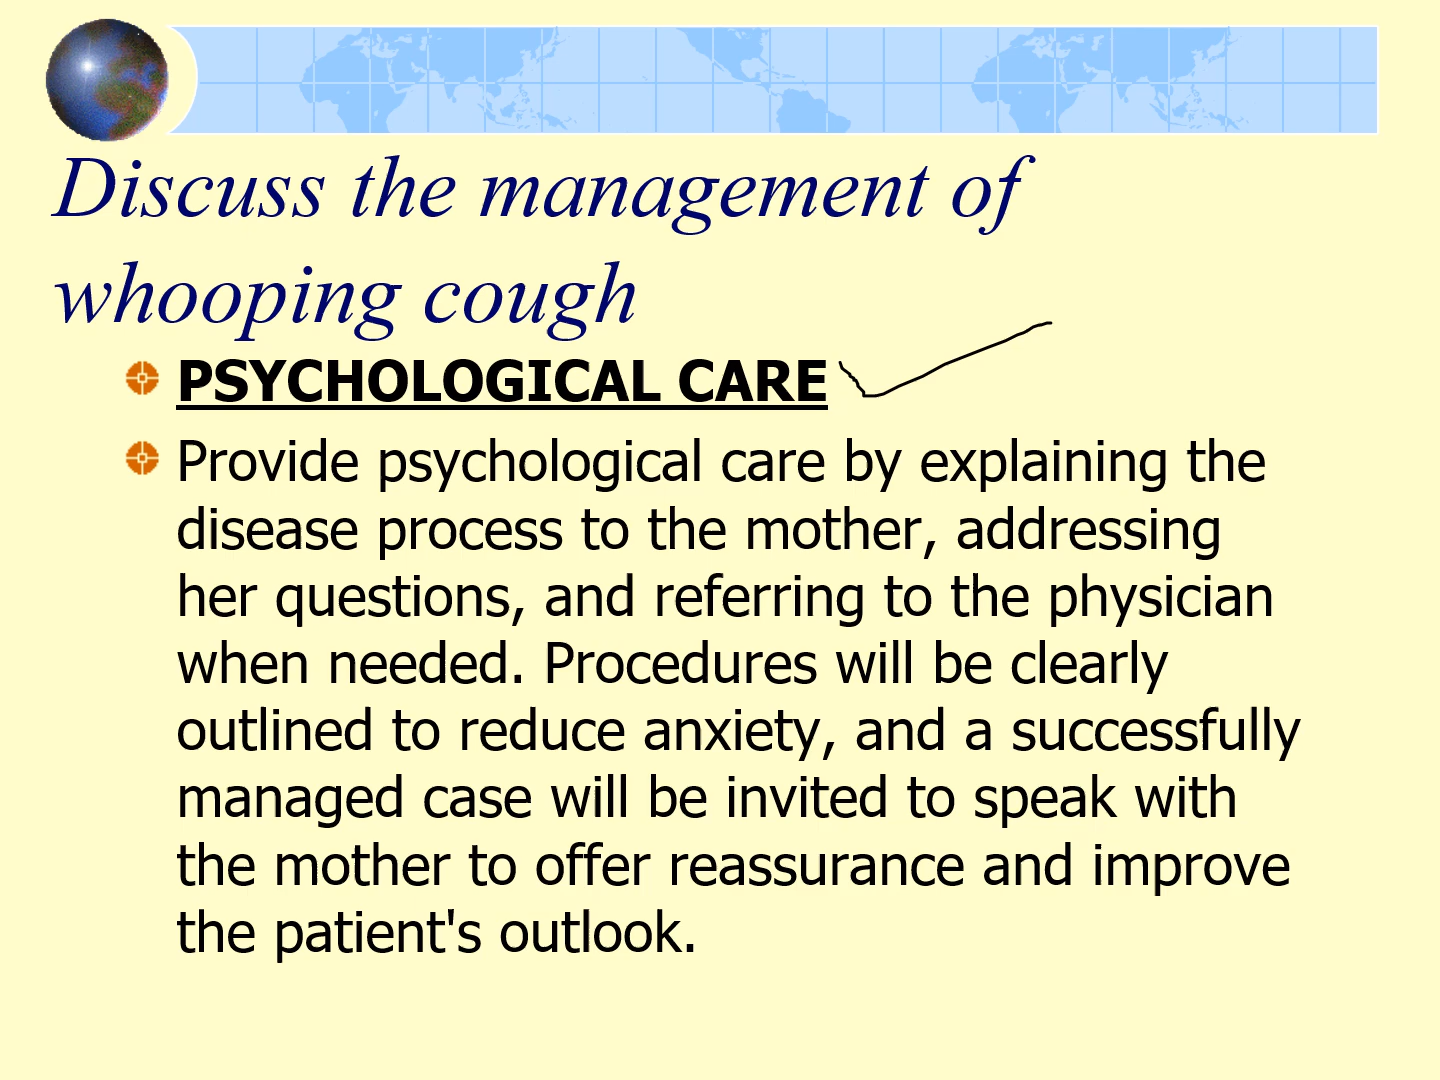 Discuss the management of
whooping cough
PSYCHOLOGICAL CARE
Provide psychological care by explaining the
disease process to the mother, addressing
her questions, and referring to the physician
when needed. Procedures will be clearly
outlined to reduce anxiety, and a successfully
managed case will be invited to speak with
the mother to offer reassurance and improve
the patient's outlook.